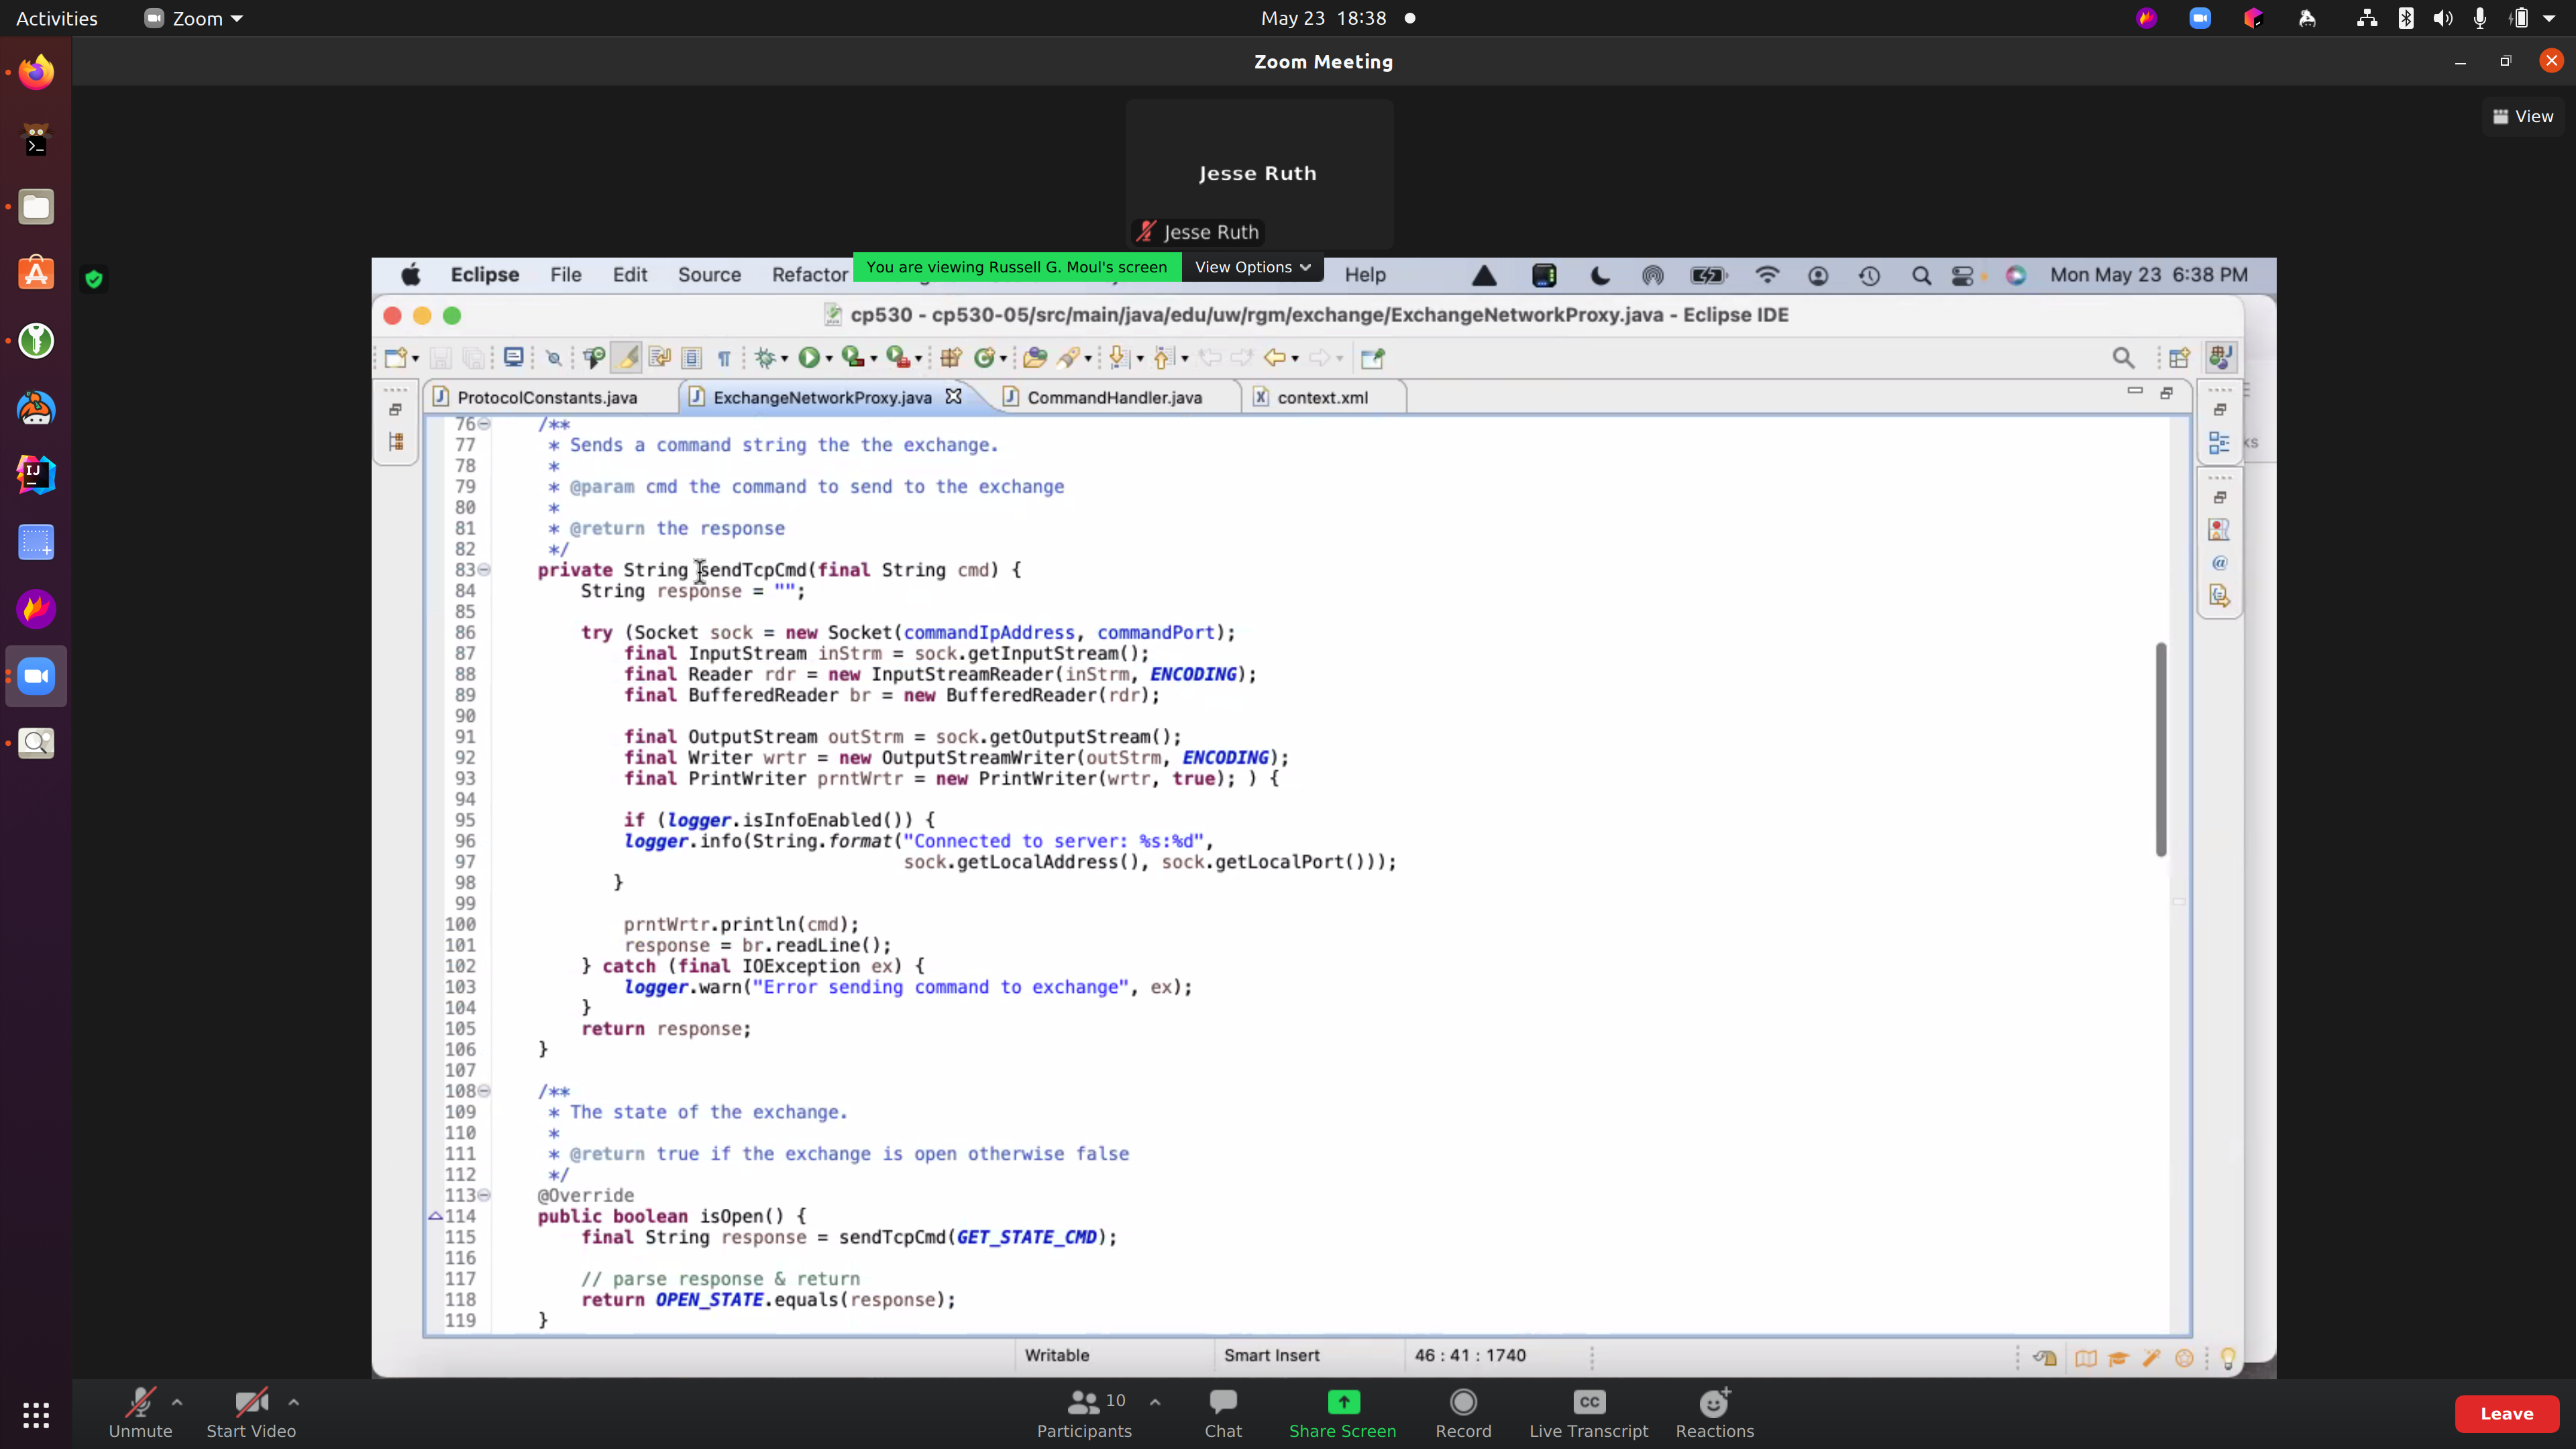 Activities Zoom May 23 18:38
Zoom Meeting
View
Jesse Ruth
Jesse Ruth
Eclipse File Edit Source Refactor You are viewing Russell G. Moul's screen View Options Help Mon May 23 6:38 PM
cp530 - cp530-05/src/main/java/edu/uw/rgm/exchange/ExchangeNetworkProxy.java - Eclipse IDE
ProtocolConstants.java ExchangeNetworkProxy.java CommandHandler.java context.xml
76 /**
77 * Sends a command string the the exchange.
78 *
79 * @param cmd the command to send to the exchange
80 *
81 * @return the response
82 */
83 private String sendTcpCmd(final String cmd) {
84 String response = "";
85
86 try (Socket sock = new Socket(commandIpAddress, commandPort);
87 final InputStream inStrm = sock.getInputStream();
88 final Reader rdr = new InputStreamReader(inStrm, ENCODING);
89 final BufferedReader br = new BufferedReader(rdr);
90
91 final OutputStream outStrm = sock.getOutputStream();
92 final Writer wrtr = new OutputStreamWriter(outStrm, ENCODING);
93 final PrintWriter prntWrtr = new PrintWriter(wrtr, true); ) {
94
95 if (logger.isInfoEnabled()) {
96 logger.info(String.format("Connected to server: %s:%d",
97 sock.getLocalAddress(), sock.getLocalPort()));
98 }
99
100 prntWrtr.println(cmd);
101 response = br.readLine();
102 } catch (final IOException ex) {
103 logger.warn("Error sending command to exchange", ex);
104 }
105 return response;
106 }
107
108 /**
109 * The state of the exchange.
110 *
111 * @return true if the exchange is open otherwise false
112 */
113 @Override
114 public boolean isOpen() {
115 final String response = sendTcpCmd(GET_STATE_CMD);
116
117 // parse response & return
118 return OPEN_STATE.equals(response);
119 }
Writable Smart Insert 46 : 41 : 1740
Unmute Start Video Participants 10 Chat Share Screen Record CC Live Transcript Reactions Leave